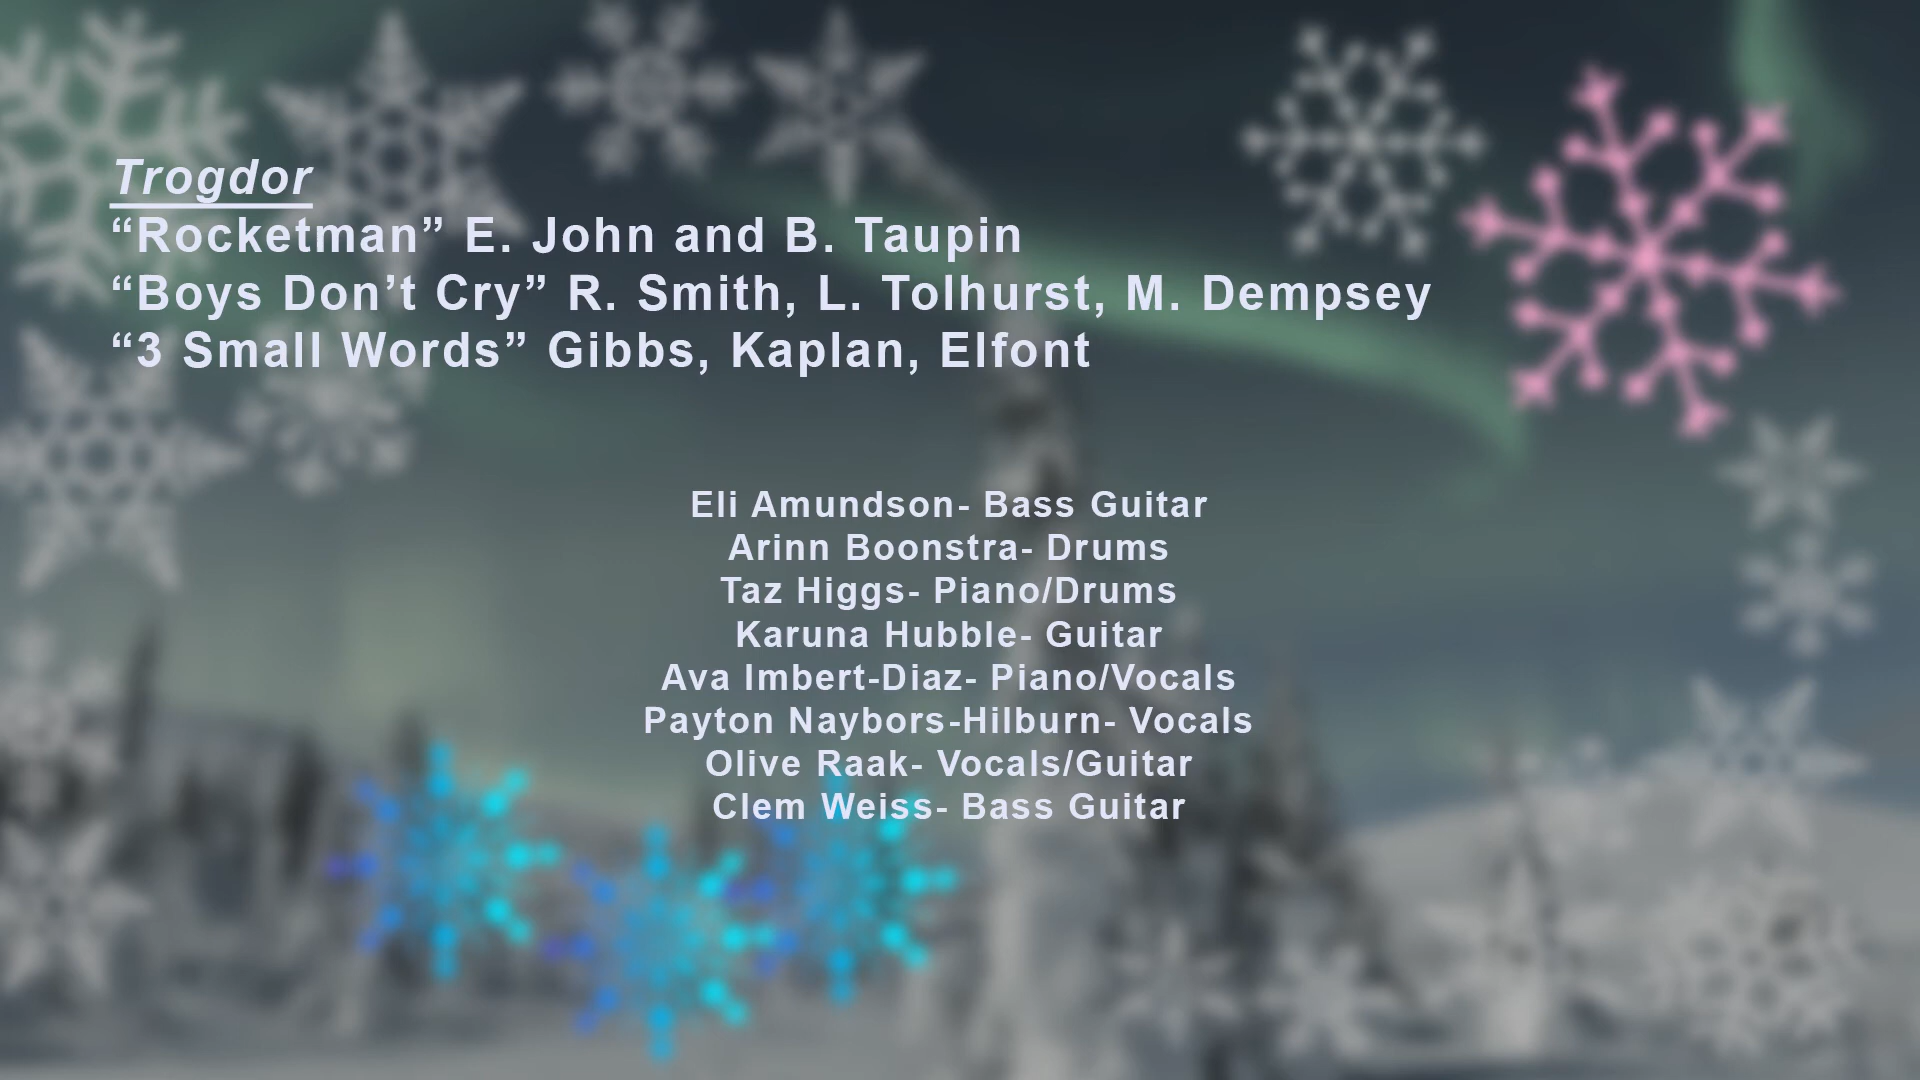 Trogdor
“Rocketman” E. John and B. Taupin
“Boys Don’t Cry” R. Smith, L. Tolhurst, M. Dempsey
“3 Small Words” Gibbs, Kaplan, Elfont
Eli Amundson- Bass Guitar
Arinn Boonstra- Drums
Taz Higgs- Piano/Drums
Karuna Hubble- Guitar
Ava Imbert-Diaz- Piano/Vocals
Payton Naybors-Hilburn- Vocals
Olive Raak- Vocals/Guitar
Clem Weiss- Bass Guitar